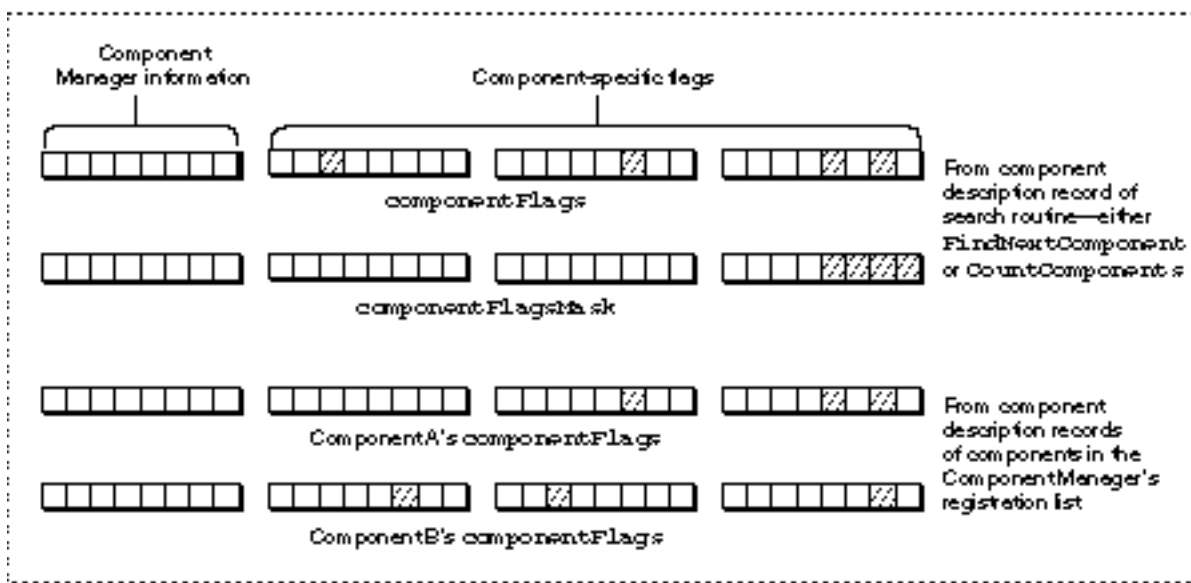 Component
Manager information
Component-specific flags
componentFlags
From component
description record of
search routine—either
FindNextComponent
or CountComponents
componentFlagsMask
ComponentA's componentFlags
From component
description records
of components in the
ComponentManager's
registration list
ComponentB's componentFlags